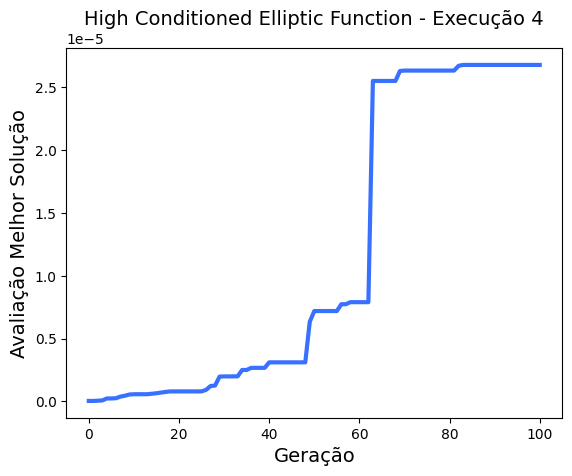 High Conditioned Elliptic Function - Execução 4
1e−5
Avaliação Melhor Solução
2.5
2.0
1.5
1.0
0.5
0.0
0 20 40 60 80 100
Geração